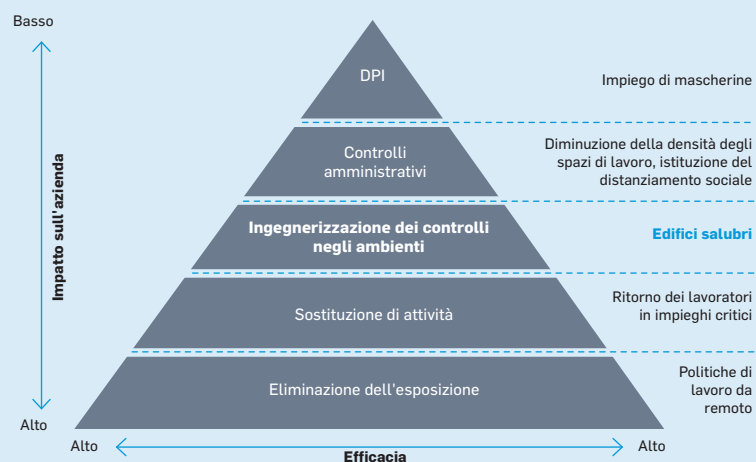 Basso
DPI
Impiego di mascherine
Controlli
amministrativi
Diminuzione della densità degli
spazi di lavoro, istituzione del
distanziamento sociale
Impatto sull'azienda
Ingegnerizzazione dei controlli
negli ambienti
Edifici salubri
Sostituzione di attività
Ritorno dei lavoratori
in impieghi critici
Eliminazione dell'esposizione
Politiche di
lavoro da
remoto
Alto
Alto
Efficacia
Alto